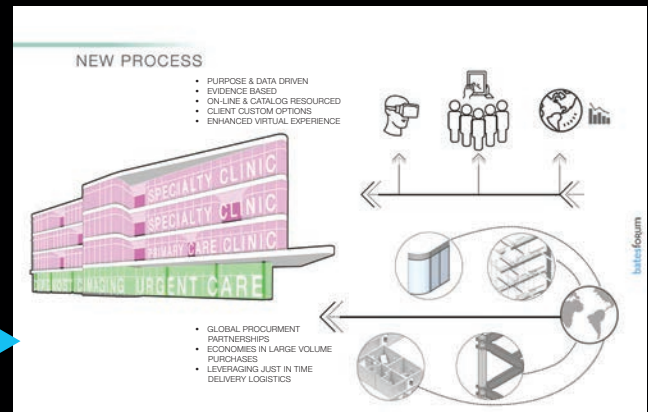 NEW PROCESS
• PURPOSE & DATA DRIVEN
• EVIDENCE BASED
• ON-LINE & CATALOG RESOURCED
• CLIENT CUSTOM OPTIONS
• ENHANCED VIRTUAL EXPERIENCE
SPECIALTY CLINIC
SPECIALTY CLINIC
PRIMARY CARE CLINIC
DIAGNOSTIC IMAGING URGENT CARE
batesforum
• GLOBAL PROCURMENT
PARTNERSHIPS
• ECONOMIES IN LARGE VOLUME
PURCHASES
• LEVERAGING JUST IN TIME
DELIVERY LOGISTICS